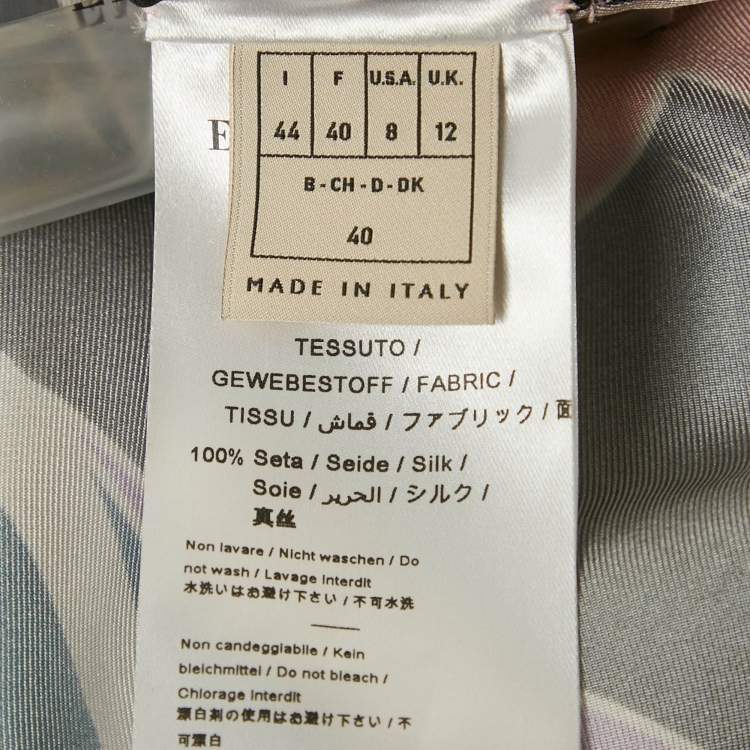 I F U.S.A. U.K.
44 40 8 12
B - CH - D - DK
40
MADE IN ITALY
TESSUTO /
GEWEBESTOFF / FABRIC /
TISSU / قماش / ファブリック / 面
100% Seta / Seide / Silk /
Soie / الحرير / シルク /
真丝
Non lavare / Nicht waschen / Do
not wash / Lavage Interdit
水洗いはお避け下さい / 不可水洗
Non candeggiabile / Kein
bleichmittel / Do not bleach /
Chlorage Interdit
漂白剤の使用はお避け下さい / 不
可漂白